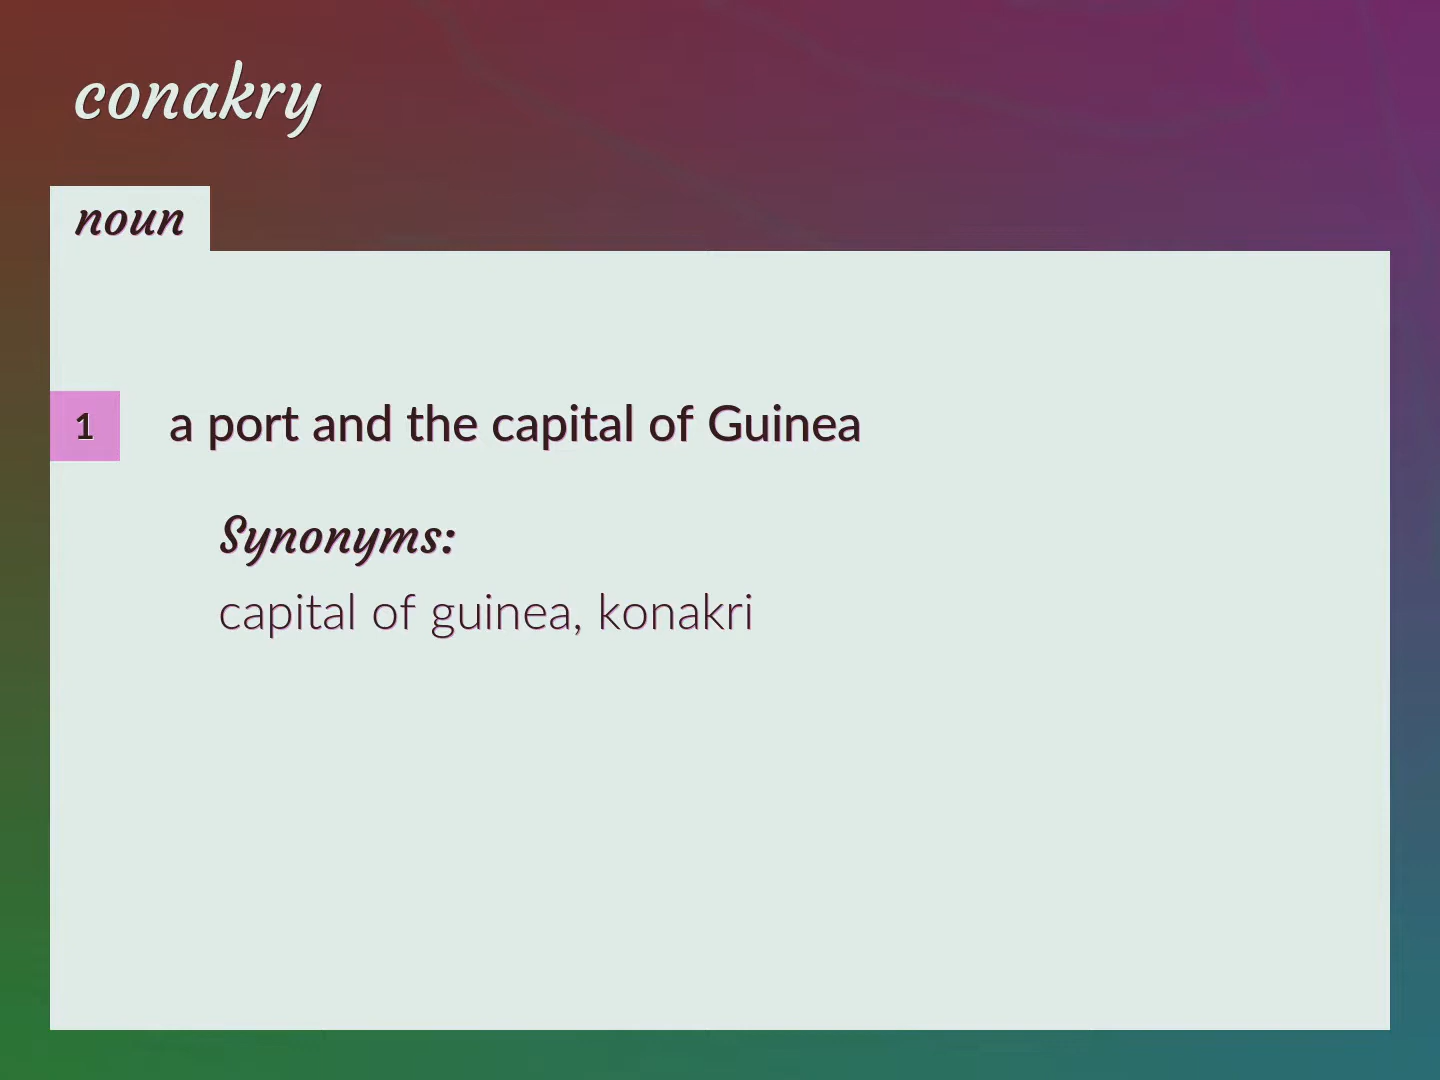 conakry
noun
1 a port and the capital of Guinea
Synonyms:
capital of guinea, konakri